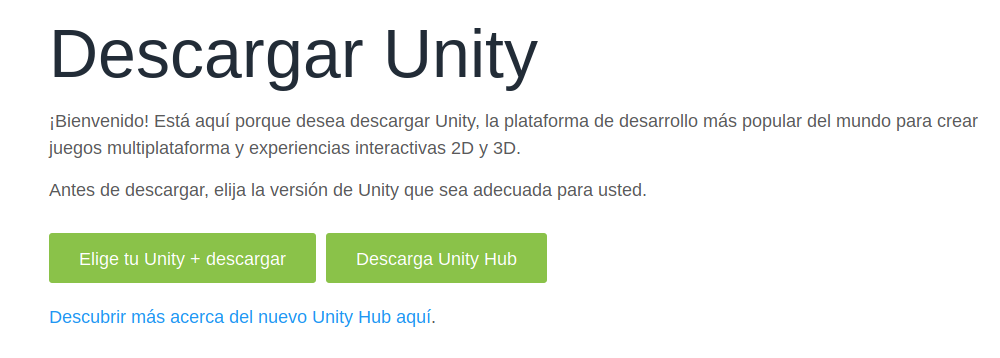 Descargar Unity
¡Bienvenido! Está aquí porque desea descargar Unity, la plataforma de desarrollo más popular del mundo para crear
juegos multiplataforma y experiencias interactivas 2D y 3D.
Antes de descargar, elija la versión de Unity que sea adecuada para usted.
Elige tu Unity + descargar
Descarga Unity Hub
Descubrir más acerca del nuevo Unity Hub aquí.